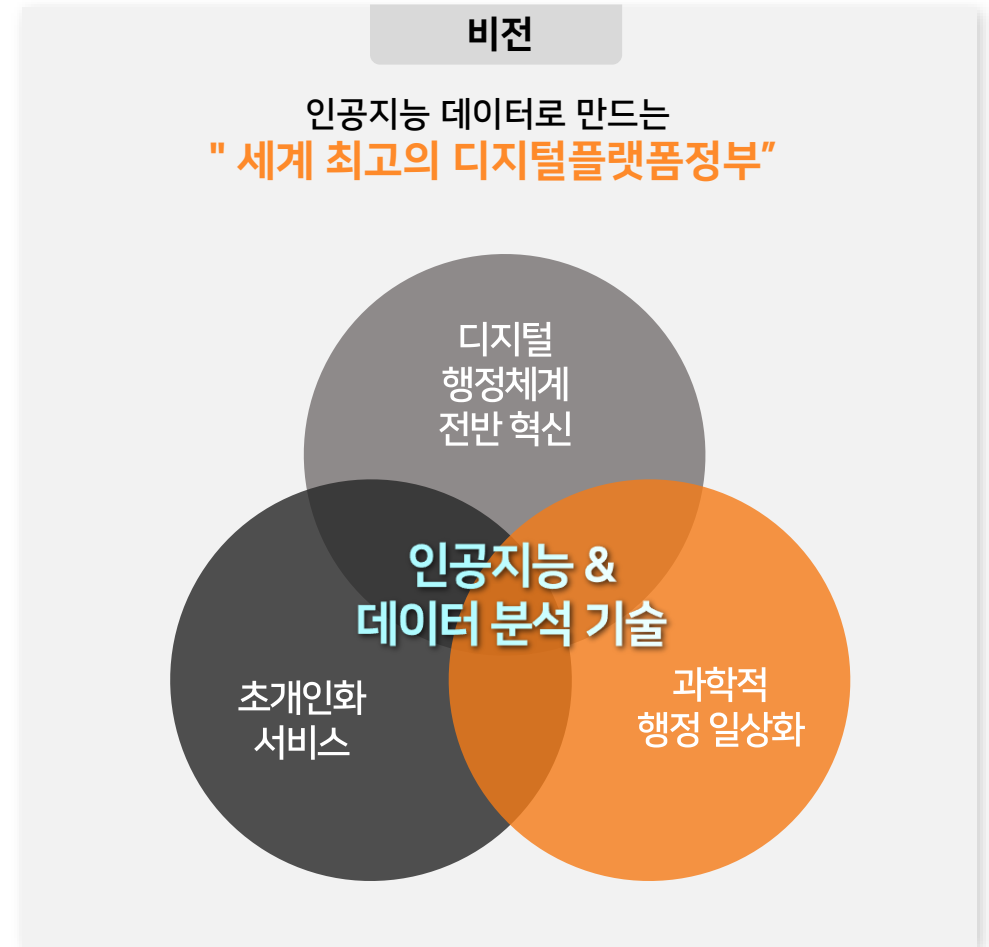 비전
인공지능 데이터로 만드는
" 세계 최고의 디지털플랫폼정부”
디지털
행정체계
전반 혁신
인공지능 &
데이터 분석 기술
초개인화
서비스
과학적
행정 일상화